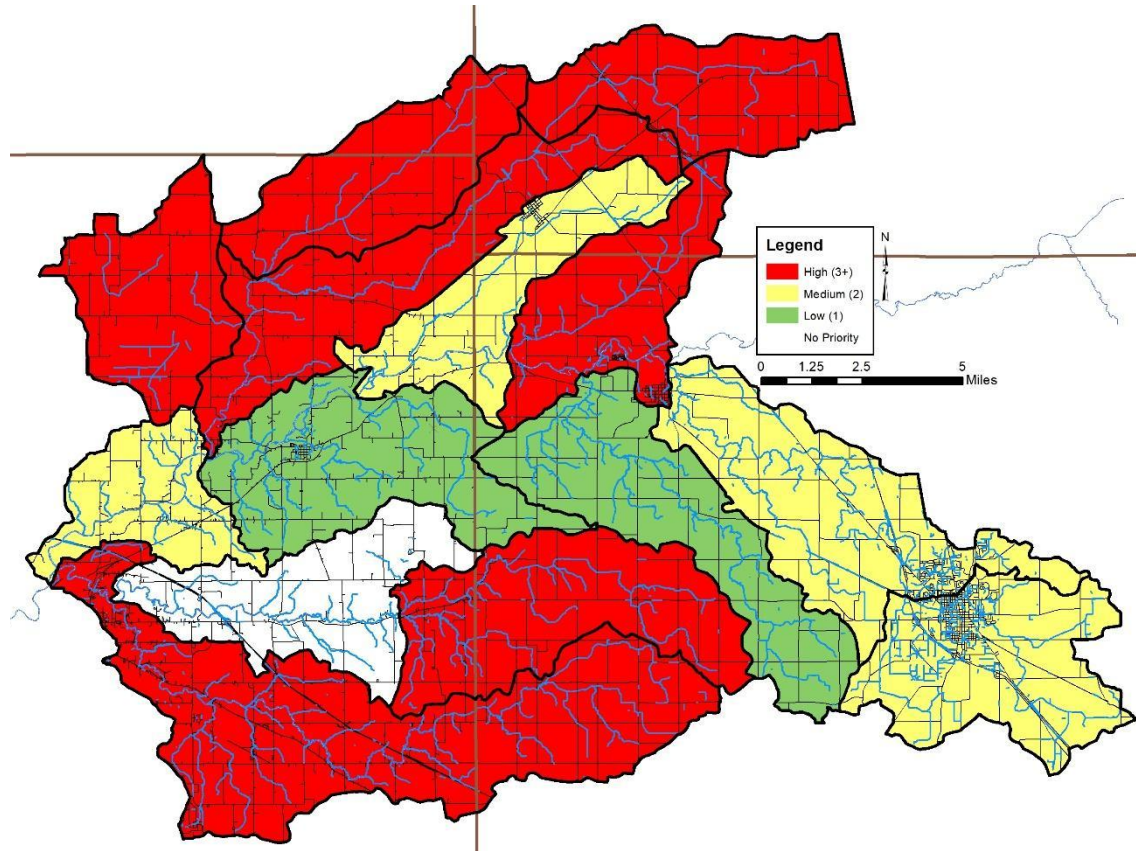 Legend
N
High (3+)
Medium (2)
Low (1)
No Priority
0 1.25 2.5 5
Miles